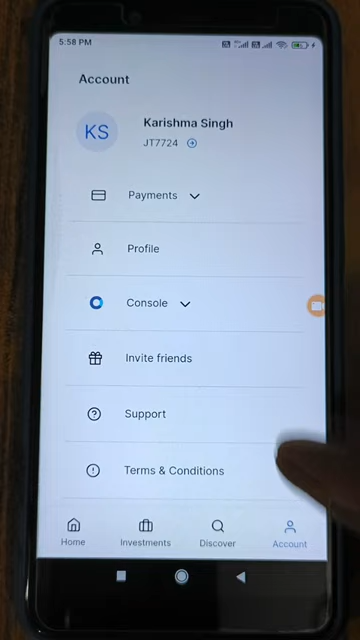 5:58 PM
Account
KS
Karishma Singh
JT7724
Payments
Profile
Console
Invite friends
Support
Terms & Conditions
Home
Investments
Discover
Account